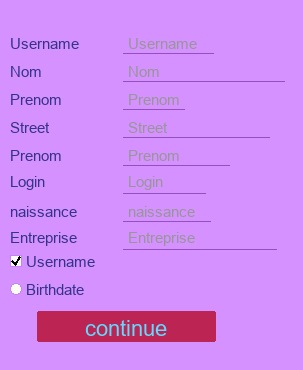 Username Username
Nom Nom
Prenom Prenom
Street Street
Prenom Prenom
Login Login
naissance naissance
Entreprise Entreprise
Username
Birthdate
continue